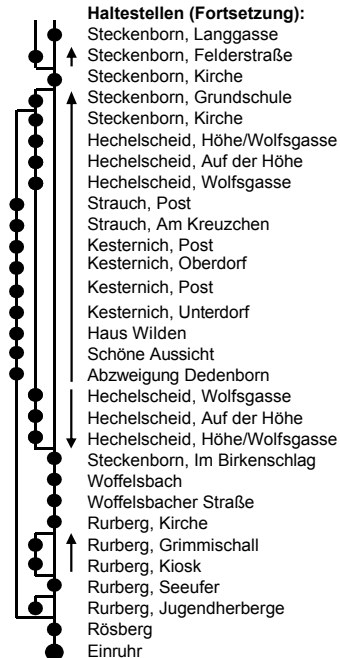 Haltestellen (Fortsetzung):
Steckenborn, Langgasse
Steckenborn, Felderstraße
Steckenborn, Kirche
Steckenborn, Grundschule
Steckenborn, Kirche
Hechelscheid, Höhe/Wolfsgasse
Hechelscheid, Auf der Höhe
Hechelscheid, Wolfsgasse
Strauch, Post
Strauch, Am Kreuzchen
Kesternich, Post
Kesternich, Oberdorf
Kesternich, Post
Kesternich, Unterdorf
Haus Wilden
Schöne Aussicht
Abzweigung Dedenborn
Hechelscheid, Wolfsgasse
Hechelscheid, Auf der Höhe
Hechelscheid, Höhe/Wolfsgasse
Steckenborn, Im Birkenschlag
Woffelsbach
Woffelsbacher Straße
Rurberg, Kirche
Rurberg, Grimmischall
Rurberg, Kiosk
Rurberg, Seeufer
Rurberg, Jugendherberge
Rösberg
Einruhr